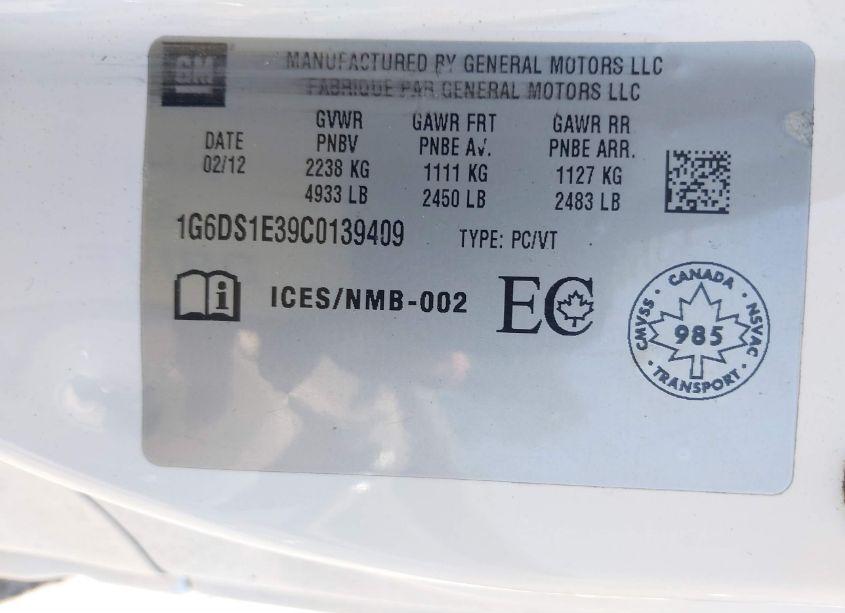 GM
MANUFACTURED BY GENERAL MOTORS LLC
FABRIQUE PAR GENERAL MOTORS LLC
DATE
02/12
GVWR
PNBV
2238 KG
4933 LB
GAWR FRT
PNBE AV.
1111 KG
2450 LB
GAWR RR
PNBE ARR.
1127 KG
2483 LB
1G6DS1E39C0139409
TYPE: PC/VT
i
ICES/NMB-002
EC
CANADA
CMVSS
NSVAC
985
TRANSPORT